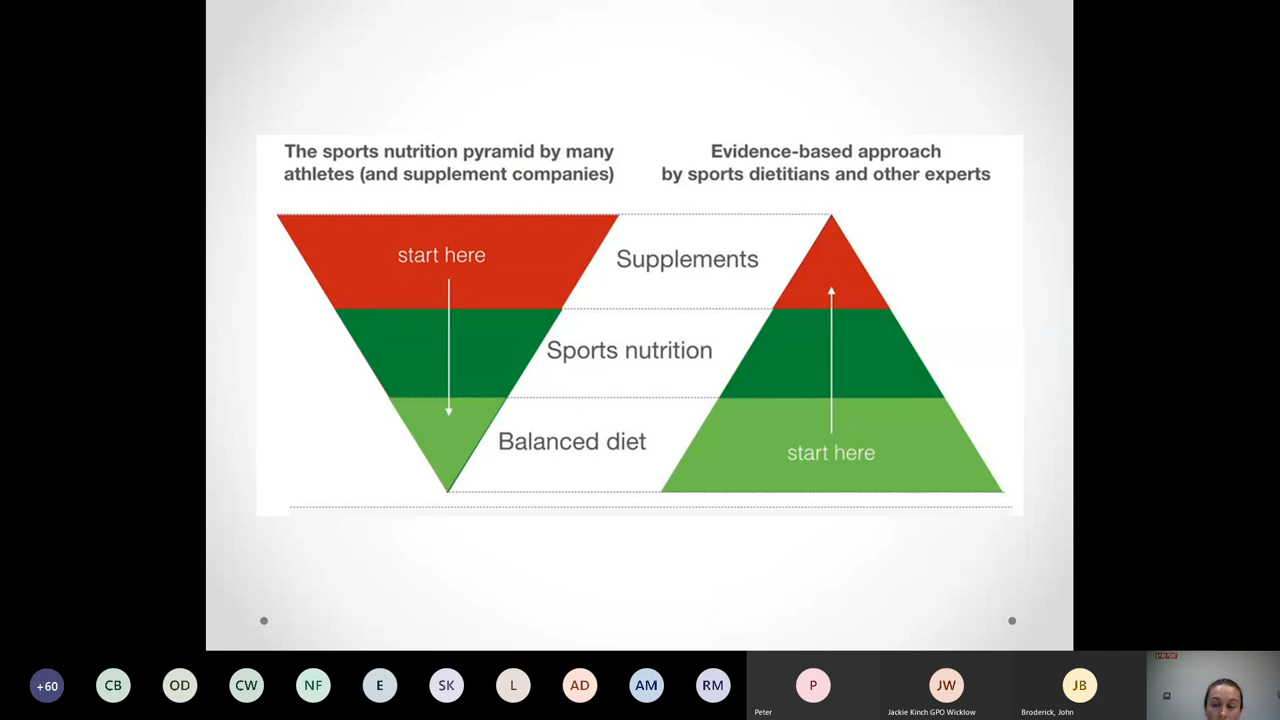 The sports nutrition pyramid by many
athletes (and supplement companies)
Evidence-based approach
by sports dietitians and other experts
start here
Supplements
Sports nutrition
Balanced diet
start here
+60
CB
OD
CW
NF
E
SK
L
AD
AM
RM
P
JW
JB
Peter
Jackie Kinch GPO Wicklow
Broderick, John